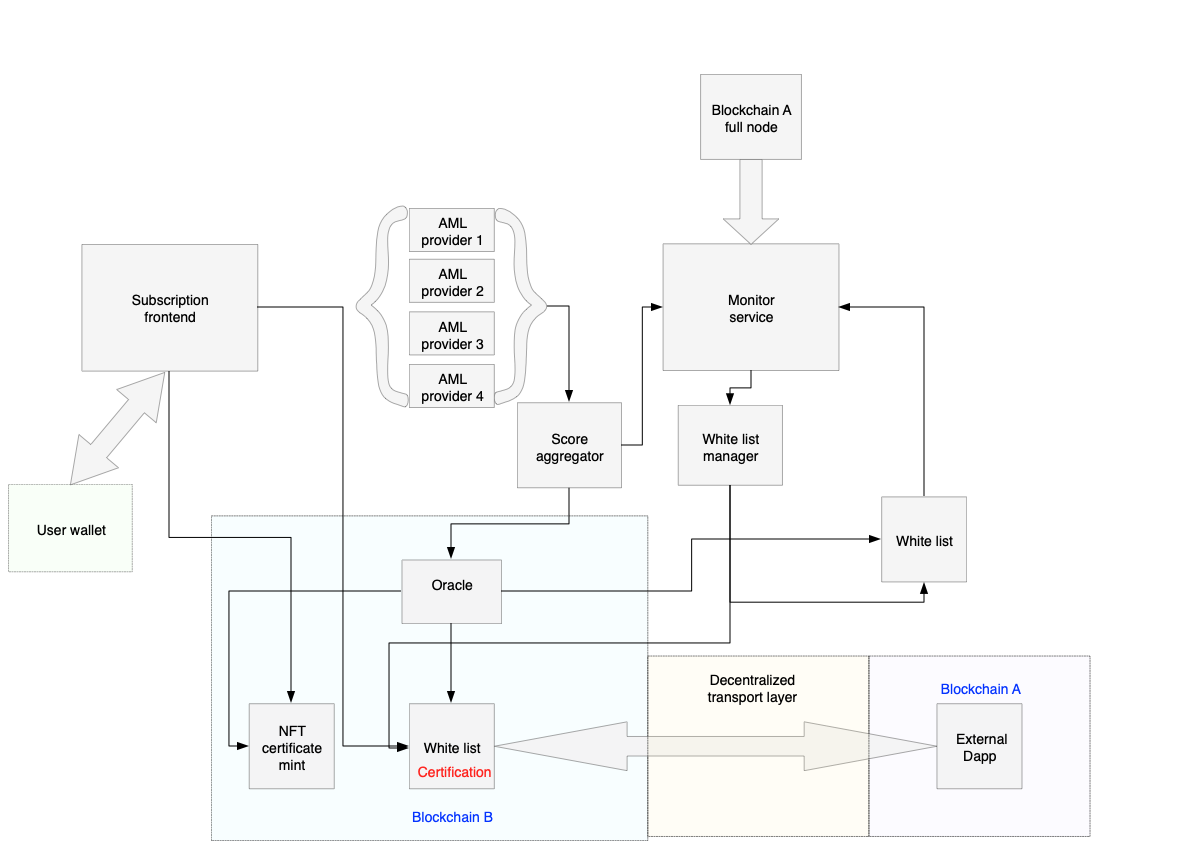 Blockchain A
full node
AML
provider 1
AML
provider 2
AML
provider 3
AML
provider 4
Subscription
frontend
Monitor
service
Score
aggregator
White list
manager
User wallet
White list
Oracle
NFT
certificate
mint
White list
Certification
Blockchain B
Decentralized
transport layer
Blockchain A
External
Dapp